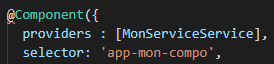 @Component({
providers : [MonServiceService],
selector: 'app-mon-compo',